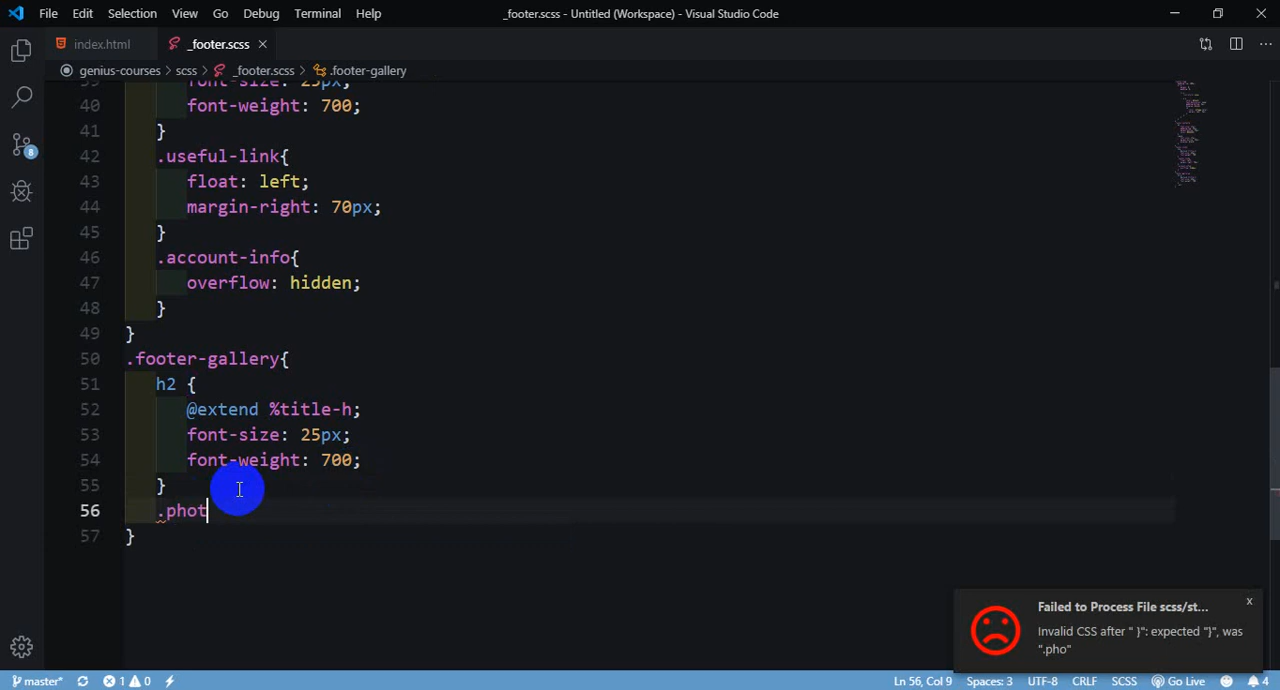 File Edit Selection View Go Debug Terminal Help
_footer.scss - Untitled (Workspace) - Visual Studio Code
index.html
_footer.scss
genius-courses > scss > _footer.scss > .footer-gallery
39 font-size: 25px;
40 font-weight: 700;
41 }
42 .useful-link{
43 float: left;
44 margin-right: 70px;
45 }
46 .account-info{
47 overflow: hidden;
48 }
49 }
50 .footer-gallery{
51 h2 {
52 @extend %title-h;
53 font-size: 25px;
54 font-weight: 700;
55 }
56 .phot
57 }
8
Failed to Process File scss/st... x
Invalid CSS after " }": expected "}", was
".pho"
master* 1 0
Ln 56, Col 9 Spaces: 3 UTF-8 CRLF SCSS Go Live 4